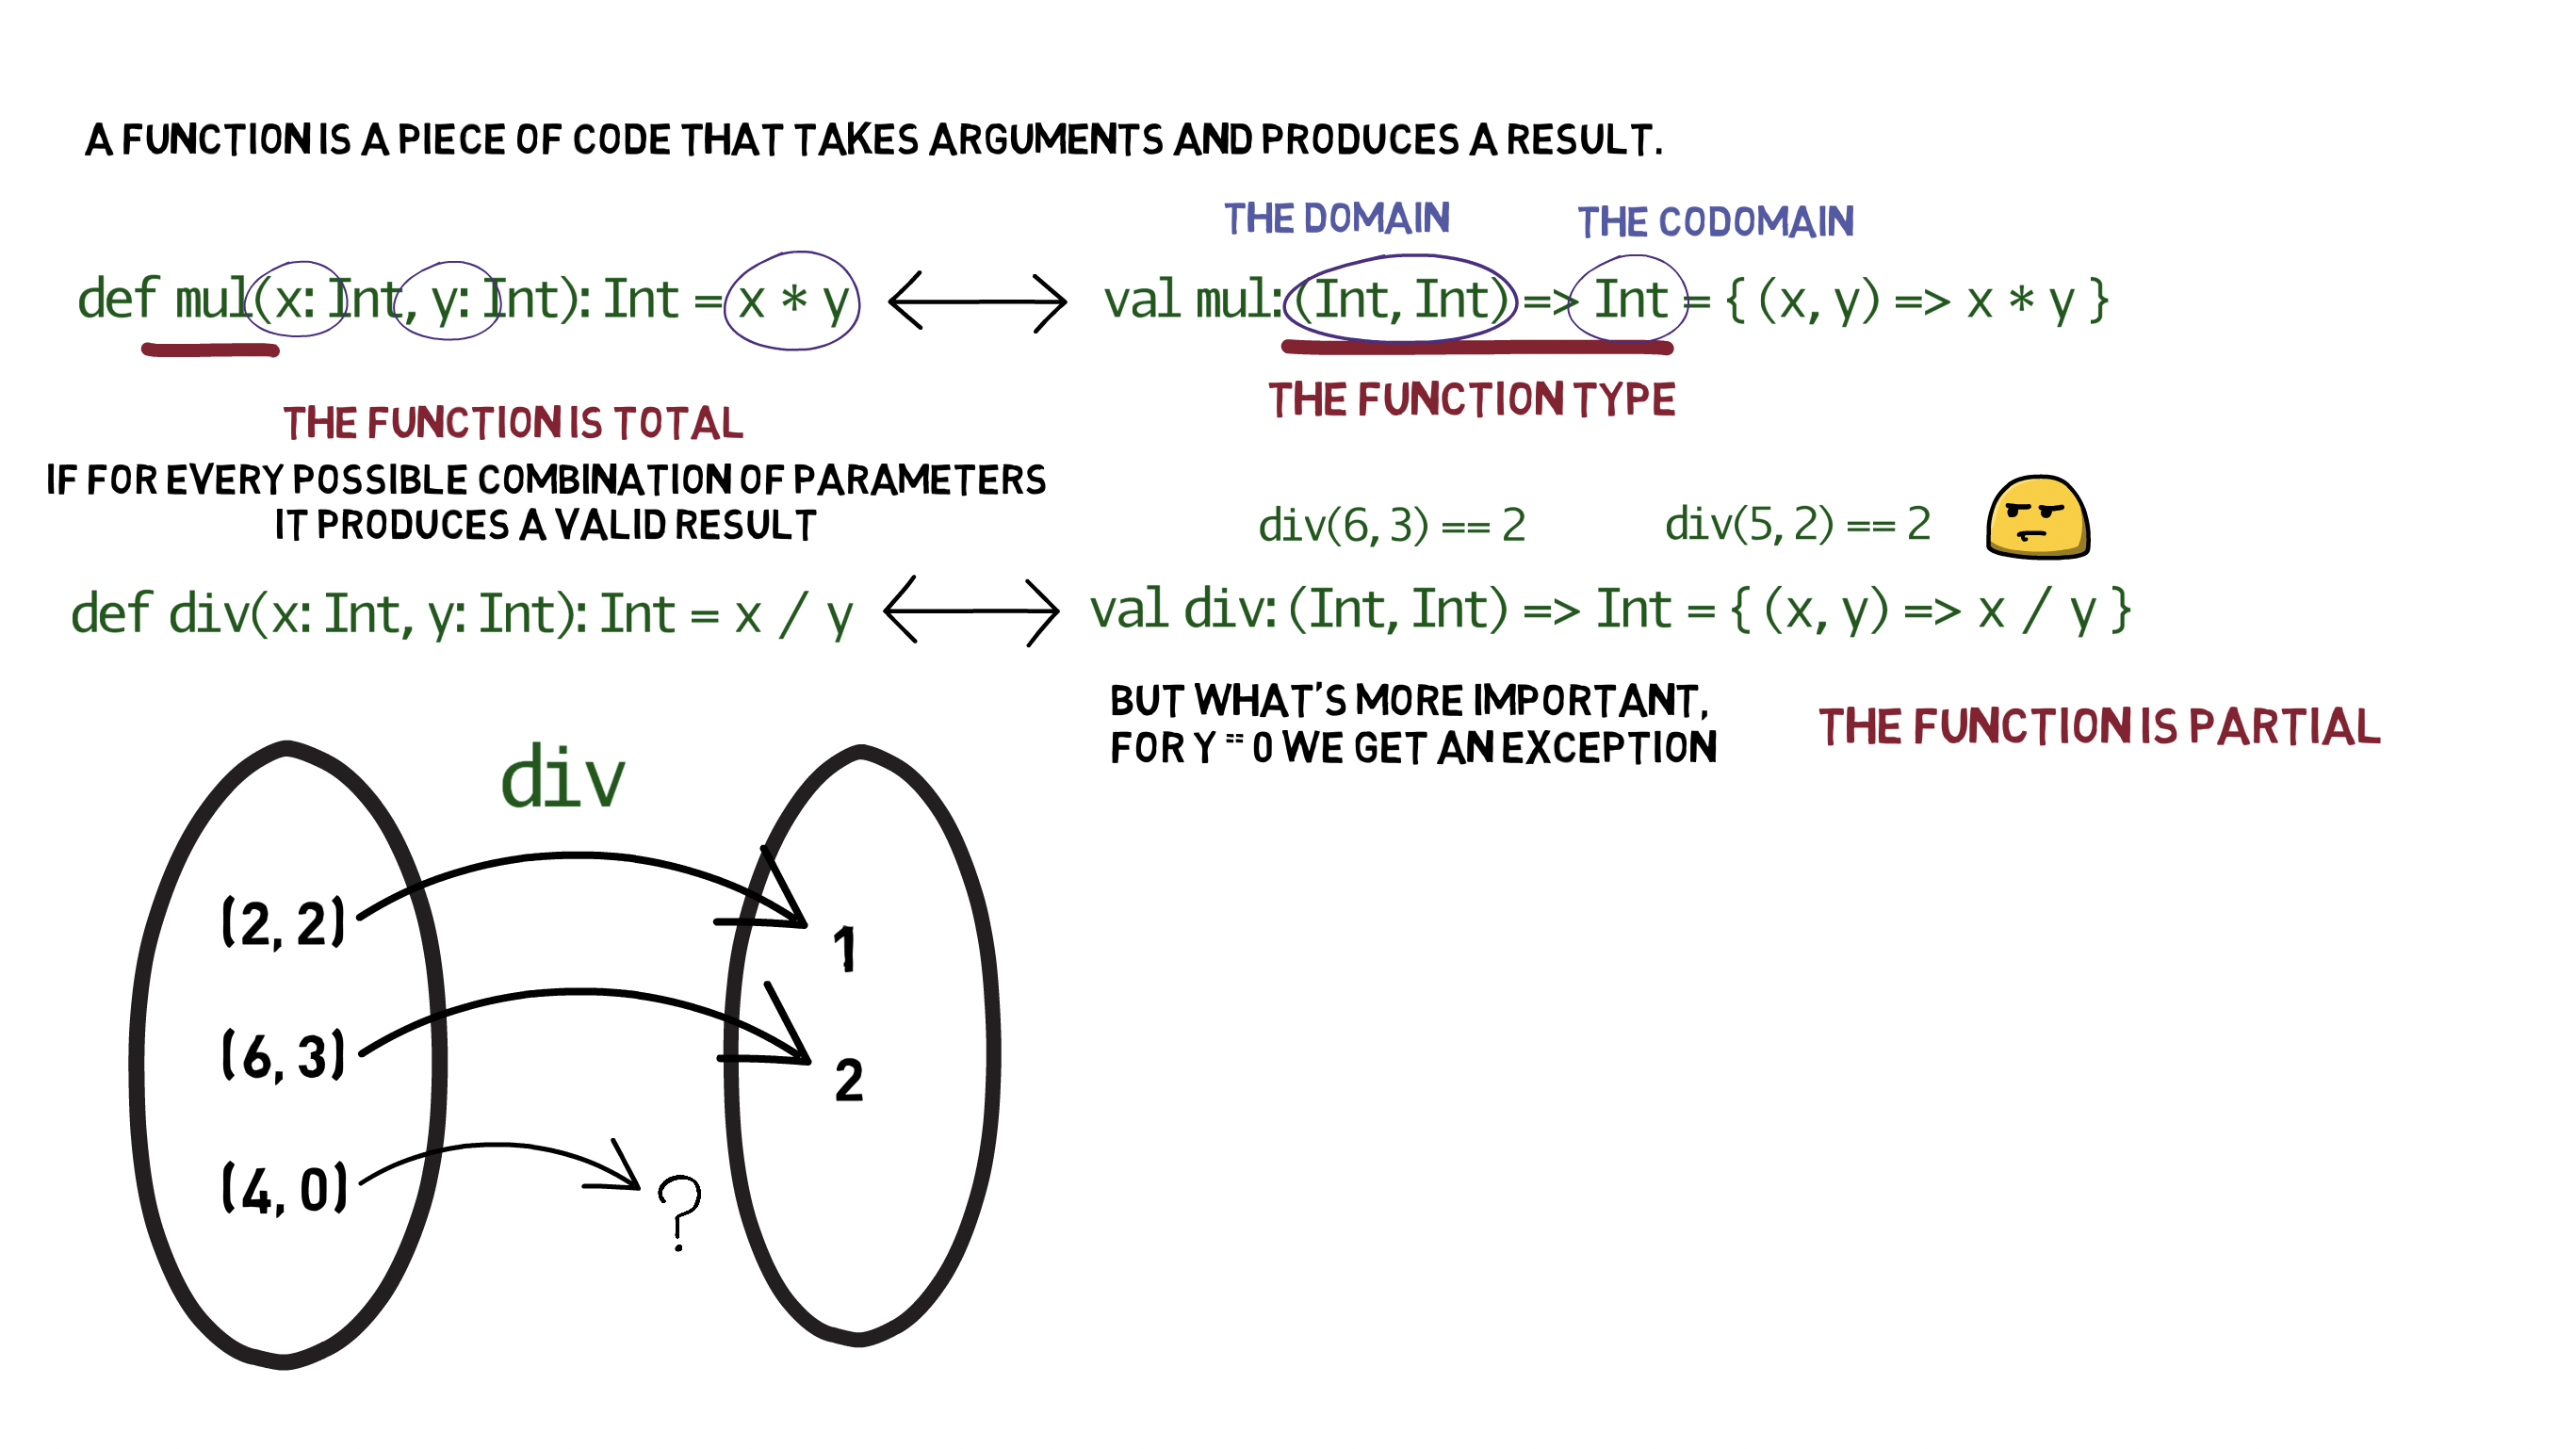 A FUNCTION IS A PIECE OF CODE THAT TAKES ARGUMENTS AND PRODUCES A RESULT.
THE DOMAIN
THE CODOMAIN
def mul(x: Int, y: Int): Int = x * y
val mul: (Int, Int) => Int = { (x, y) => x * y }
THE FUNCTION TYPE
THE FUNCTION IS TOTAL
IF FOR EVERY POSSIBLE COMBINATION OF PARAMETERS
IT PRODUCES A VALID RESULT
div(6, 3) == 2
div(5, 2) == 2
def div(x: Int, y: Int): Int = x / y
val div: (Int, Int) => Int = { (x, y) => x / y }
BUT WHAT'S MORE IMPORTANT,
FOR Y == 0 WE GET AN EXCEPTION
THE FUNCTION IS PARTIAL
div
(2, 2)
1
(6, 3)
2
(4, 0)
?